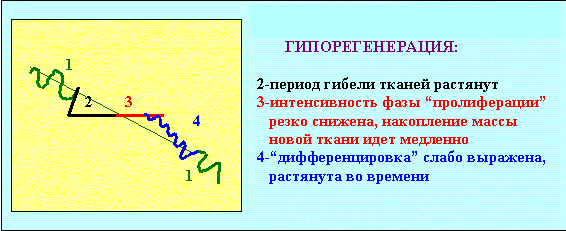 ГИПОРЕГЕНЕРАЦИЯ:
1
2
3
4
1
2-период гибели тканей растянут
3-интенсивность фазы “пролиферации”
резко снижена, накопление массы
новой ткани идет медленно
4-“дифференцировка” слабо выражена,
растянута во времени